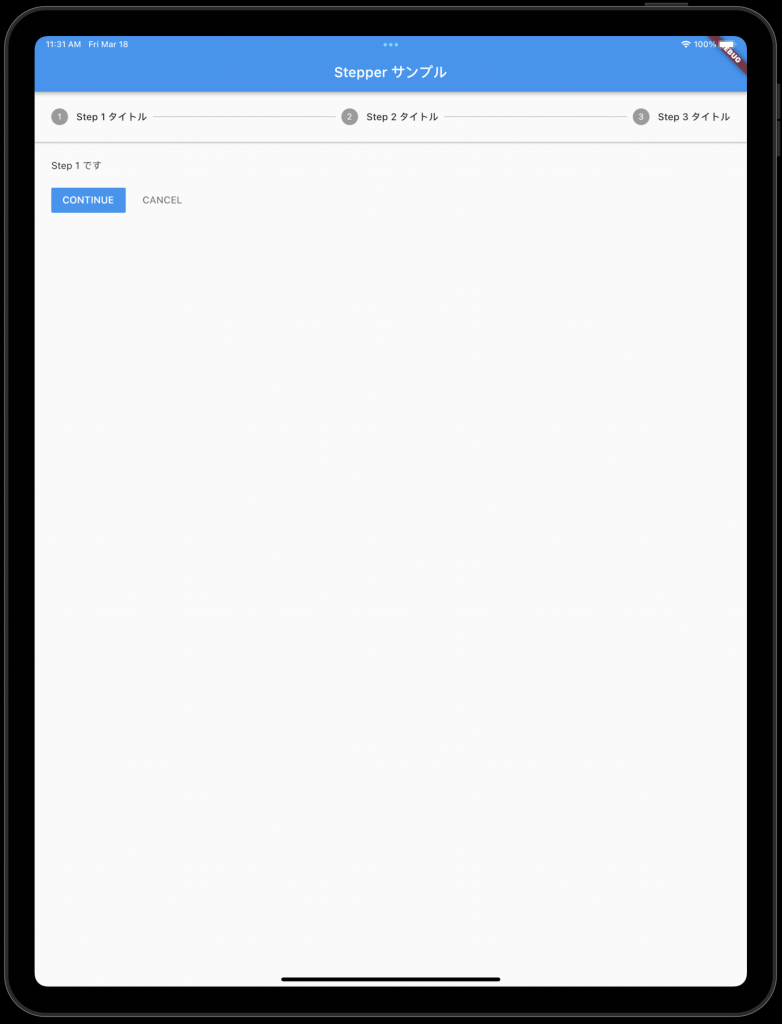 11:31 AM Fri Mar 18 100%
Stepper サンプル
1 Step 1 タイトル 2 Step 2 タイトル 3 Step 3 タイトル
Step 1 です
CONTINUE CANCEL